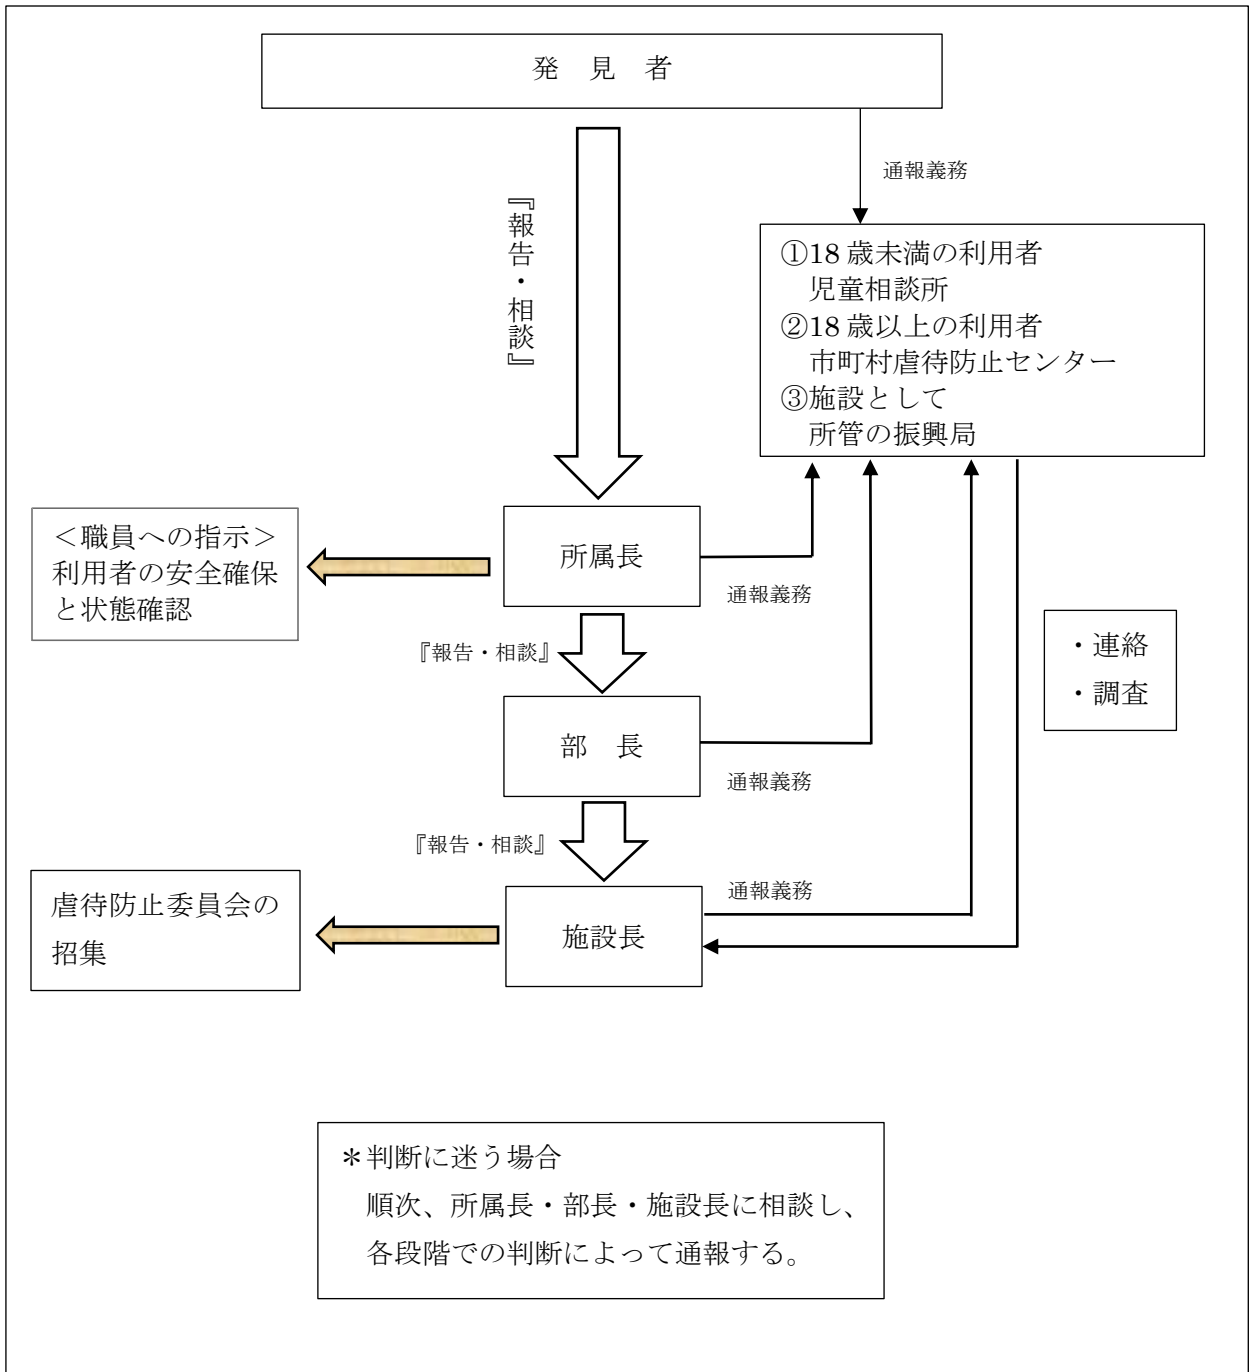 発　見　者
通報義務
『報告・相談』
①18歳未満の利用者
児童相談所
②18歳以上の利用者
市町村虐待防止センター
③施設として
所管の振興局
＜職員への指示＞
利用者の安全確保
と状態確認
所属長
通報義務
『報告・相談』
・連絡
・調査
部　長
通報義務
『報告・相談』
虐待防止委員会の
招集
施設長
通報義務
＊判断に迷う場合
順次、所属長・部長・施設長に相談し、
各段階での判断によって通報する。